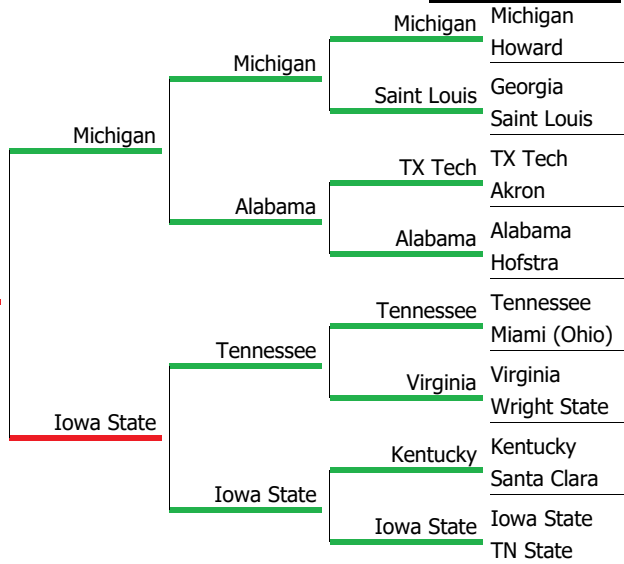 Michigan
Michigan
Howard
Michigan
Saint Louis
Georgia
Saint Louis
Michigan
TX Tech
TX Tech
Akron
Alabama
Alabama
Alabama
Hofstra
Tennessee
Tennessee
Miami (Ohio)
Tennessee
Virginia
Virginia
Wright State
Iowa State
Kentucky
Kentucky
Santa Clara
Iowa State
Iowa State
Iowa State
TN State